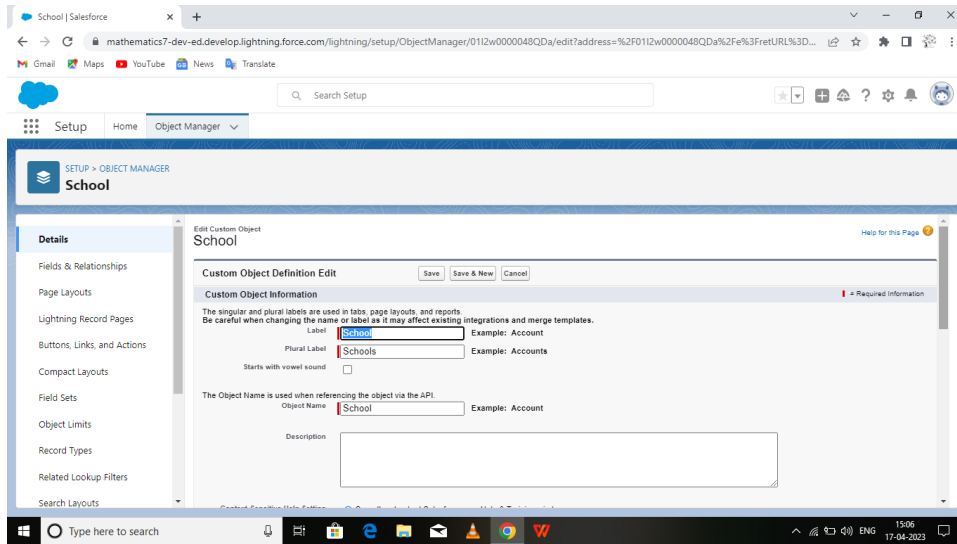 School | Salesforce
mathematics7-dev-ed.develop.lightning.force.com/lightning/setup/ObjectManager/01I2w0000048QDa/edit?address=%2F01I2w0000048QDa%2Fe%3FretURL%3D...
Gmail Maps YouTube News Translate
Search Setup
Setup Home Object Manager
SETUP > OBJECT MANAGER
School
Details
Fields & Relationships
Page Layouts
Lightning Record Pages
Buttons, Links, and Actions
Compact Layouts
Field Sets
Object Limits
Record Types
Related Lookup Filters
Search Layouts
Edit Custom Object
School
Help for this Page
Custom Object Definition Edit Save Save & New Cancel
Custom Object Information = Required Information
The singular and plural labels are used in tabs, page layouts, and reports.
Be careful when changing the name or label as it may affect existing integrations and merge templates.
Label School Example: Account
Plural Label Schools Example: Accounts
Starts with vowel sound
The Object Name is used when referencing the object via the API.
Object Name School Example: Account
Description
Type here to search
ENG
15:06
17-04-2023